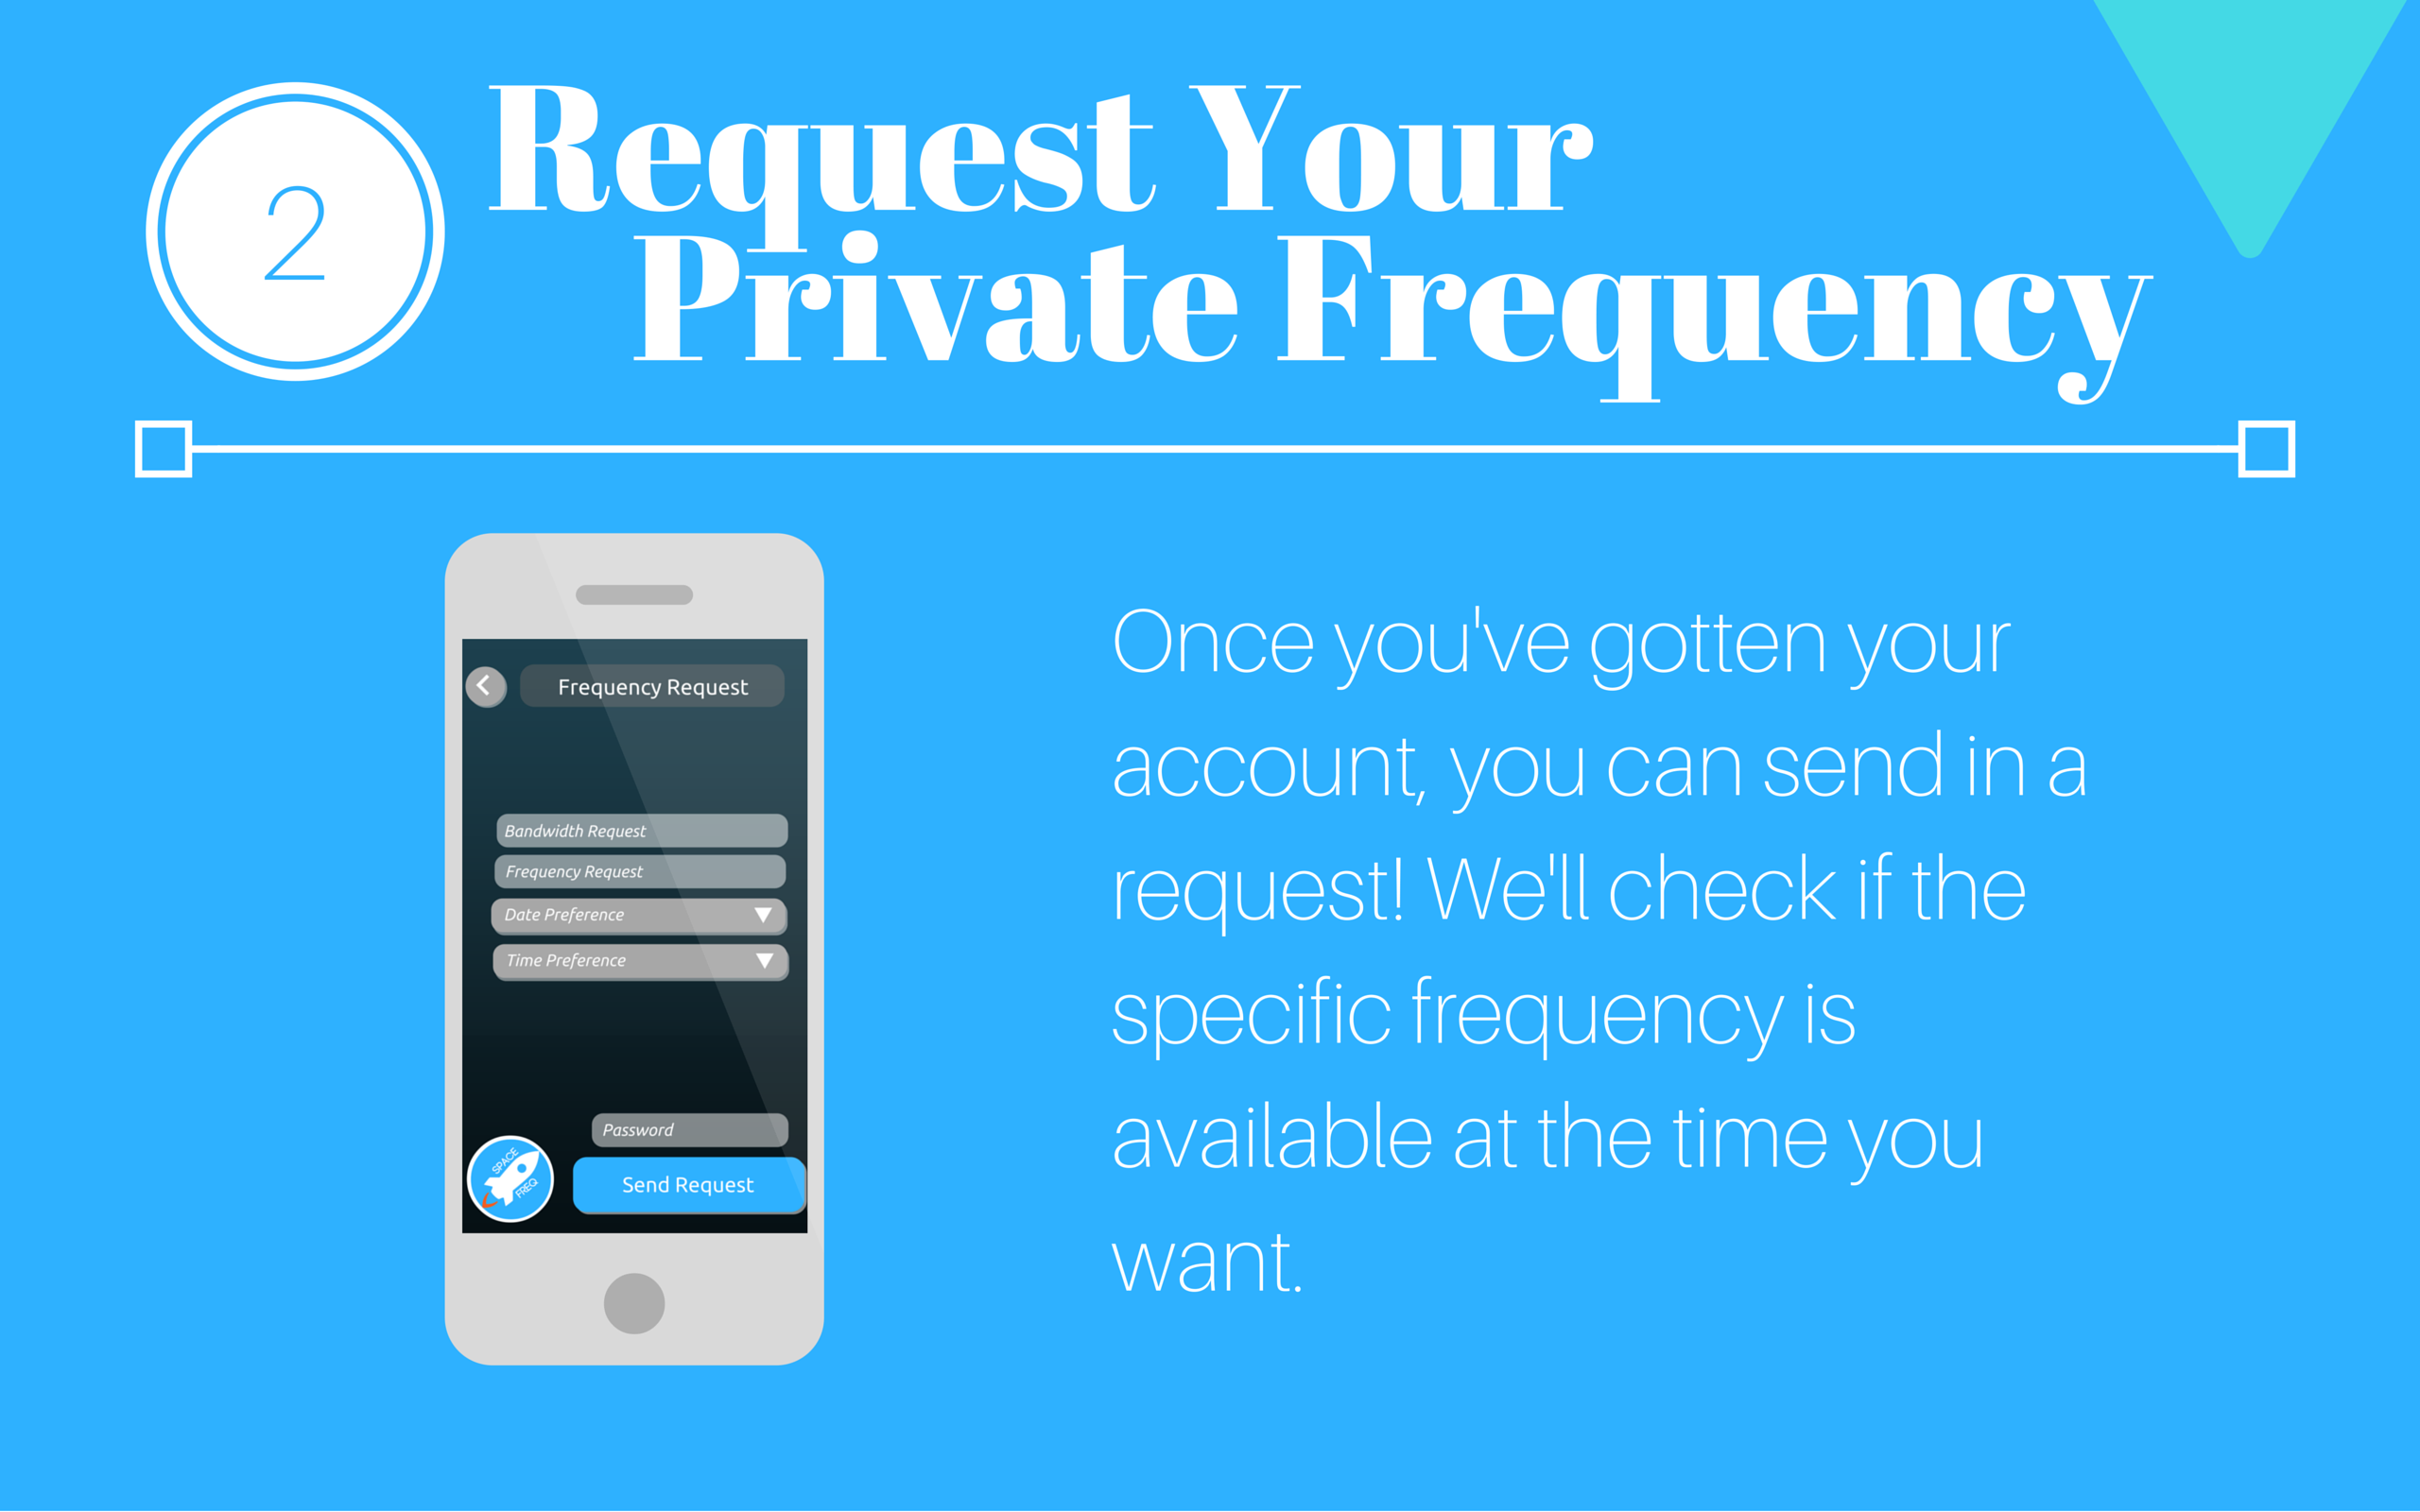 2
Request Your
Private Frequency
Frequency Request
Bandwidth Request
Frequency Request
Date Preference
Time Preference
Password
SPACE
FREQ
Send Request
Once you've gotten your
account, you can send in a
request! We'll check if the
specific frequency is
available at the time you
want.